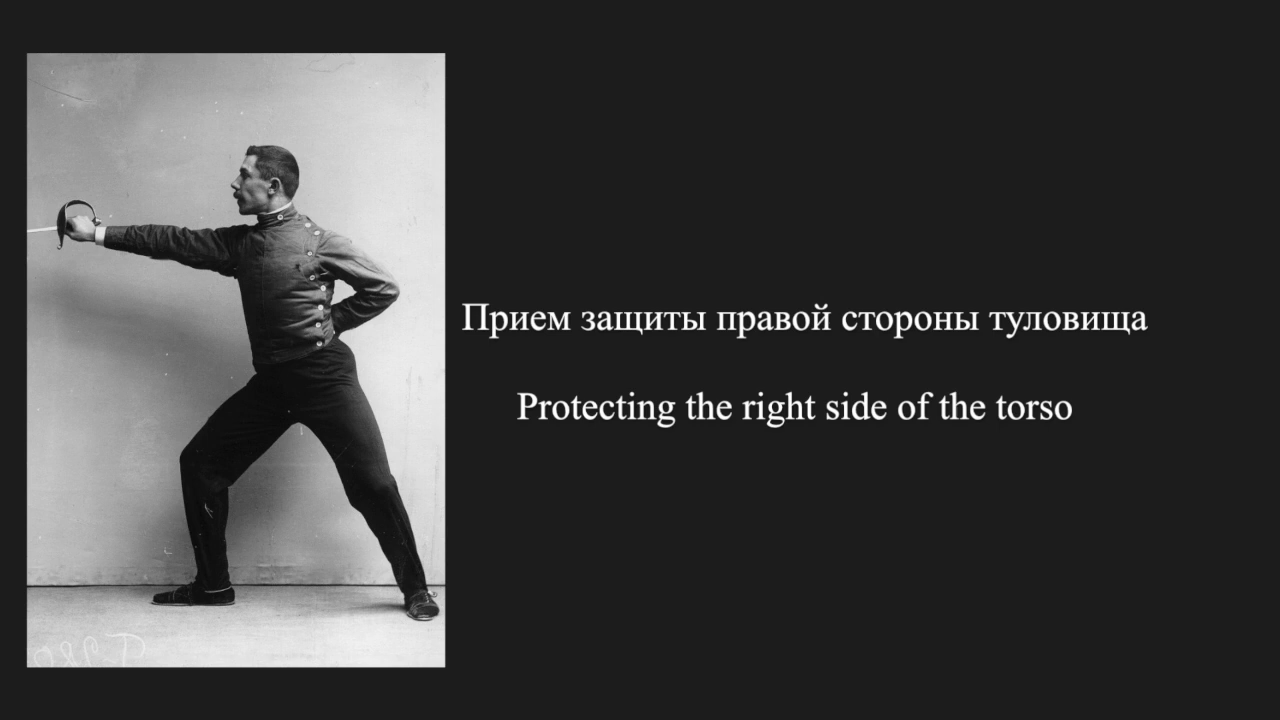 Прием защиты правой стороны туловища
Protecting the right side of the torso